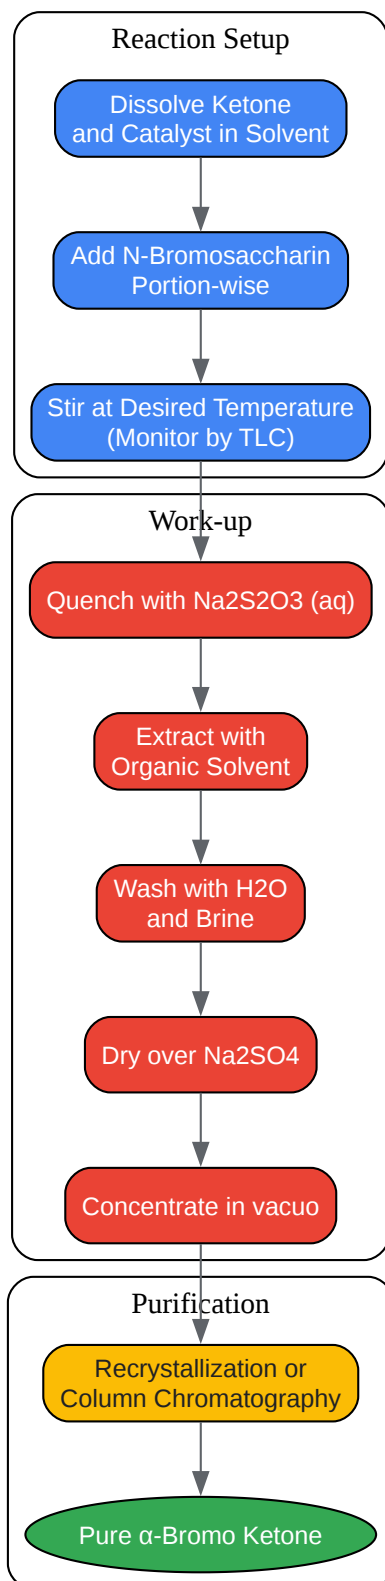 Reaction Setup
Dissolve Ketone
and Catalyst in Solvent
Add N-Bromosaccharin
Portion-wise
Stir at Desired Temperature
(Monitor by TLC)
Work-up
Quench with Na2S2O3 (aq)
Extract with
Organic Solvent
Wash with H2O
and Brine
Dry over Na2SO4
Concentrate in vacuo
Purification
Recrystallization or
Column Chromatography
Pure α-Bromo Ketone